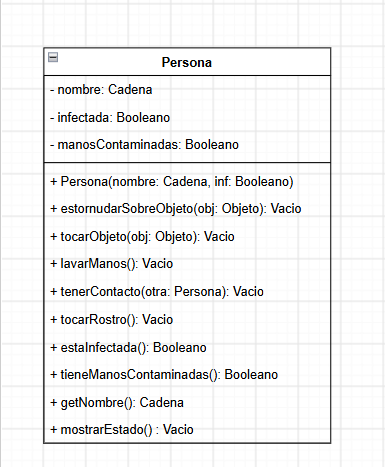 Persona
- nombre: Cadena
- infectada: Booleano
- manosContaminadas: Booleano
+ Persona(nombre: Cadena, inf: Booleano)
+ estornudarSobreObjeto(obj: Objeto): Vacio
+ tocarObjeto(obj: Objeto): Vacio
+ lavarManos(): Vacio
+ tenerContacto(otra: Persona): Vacio
+ tocarRostro(): Vacio
+ estaInfectada(): Booleano
+ tieneManosContaminadas(): Booleano
+ getNombre(): Cadena
+ mostrarEstado() : Vacio